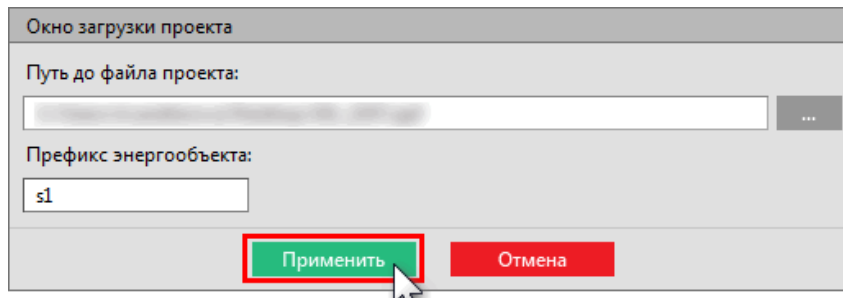 Окно загрузки проекта
Путь до файла проекта:
...
Префикс энергообъекта:
s1
Применить Отмена